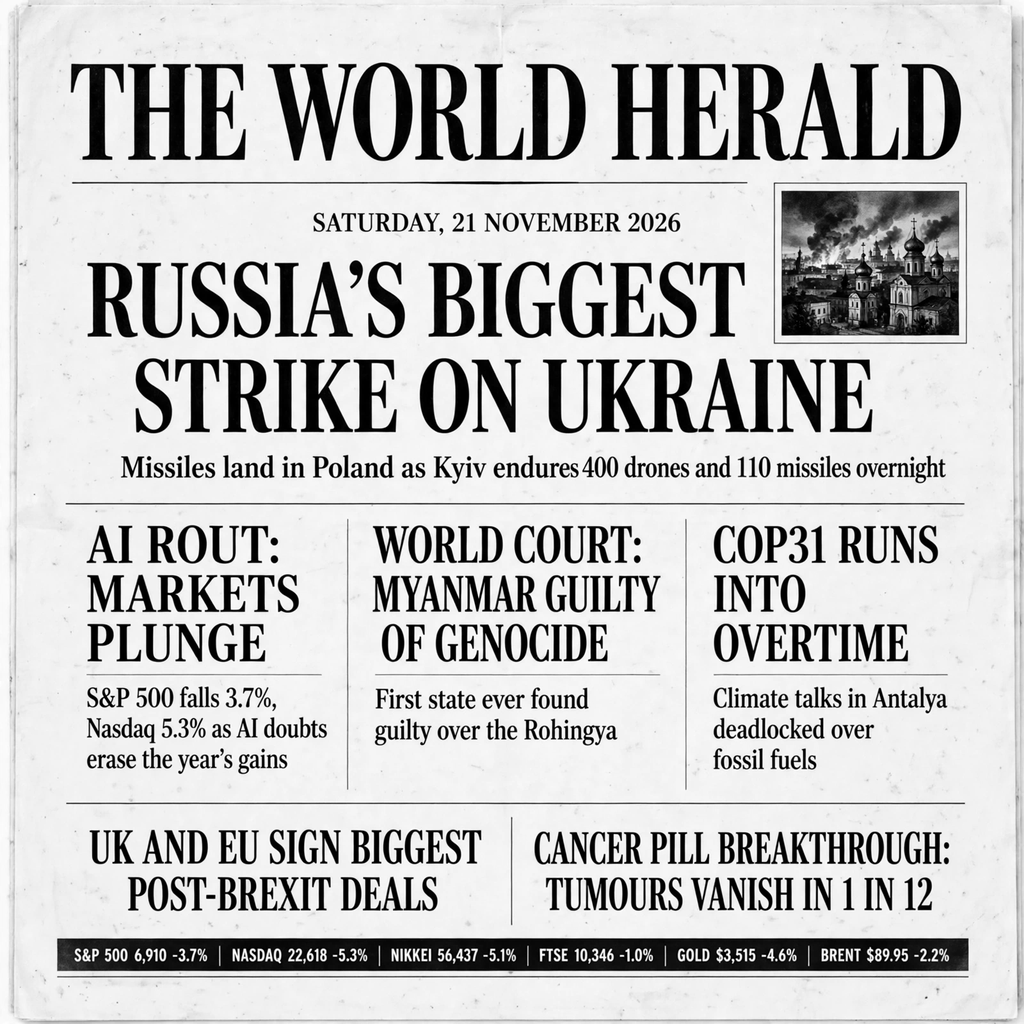 THE WORLD HERALD
SATURDAY, 21 NOVEMBER 2026
RUSSIA'S BIGGEST
STRIKE ON UKRAINE
Missiles land in Poland as Kyiv endures 400 drones and 110 missiles overnight
AI ROUT:
MARKETS
PLUNGE
S&P 500 falls 3.7%,
Nasdaq 5.3% as AI doubts
erase the year's gains
WORLD COURT:
MYANMAR GUILTY
OF GENOCIDE
First state ever found
guilty over the Rohingya
COP31 RUNS
INTO
OVERTIME
Climate talks in Antalya
deadlocked over
fossil fuels
UK AND EU SIGN BIGGEST
POST-BREXIT DEALS
CANCER PILL BREAKTHROUGH:
TUMOURS VANISH IN 1 IN 12
S&P 500 6,910 -3.7% | NASDAQ 22,618 -5.3% | NIKKEI 56,437 -5.1% | FTSE 10,346 -1.0% | GOLD $3,515 -4.6% | BRENT $89.95 -2.2%